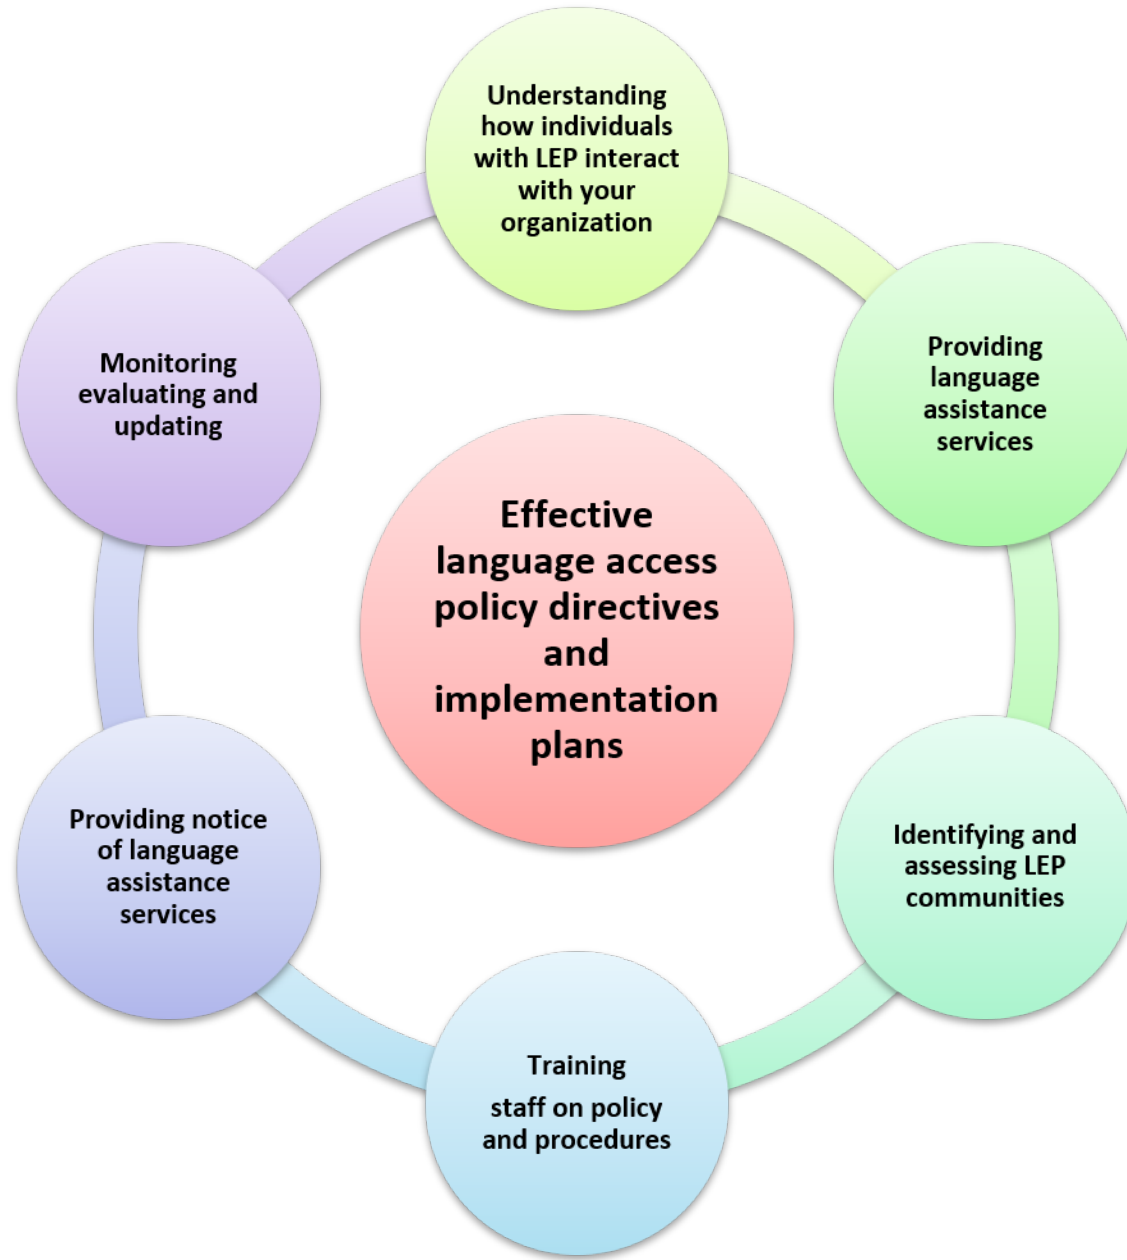 Understanding
how individuals
with LEP interact
with your
organization
Providing
language
assistance
services
Identifying and
assessing LEP
communities
Training
staff on policy
and procedures
Providing notice
of language
assistance
services
Monitoring
evaluating and
updating
Effective
language access
policy directives
and
implementation
plans